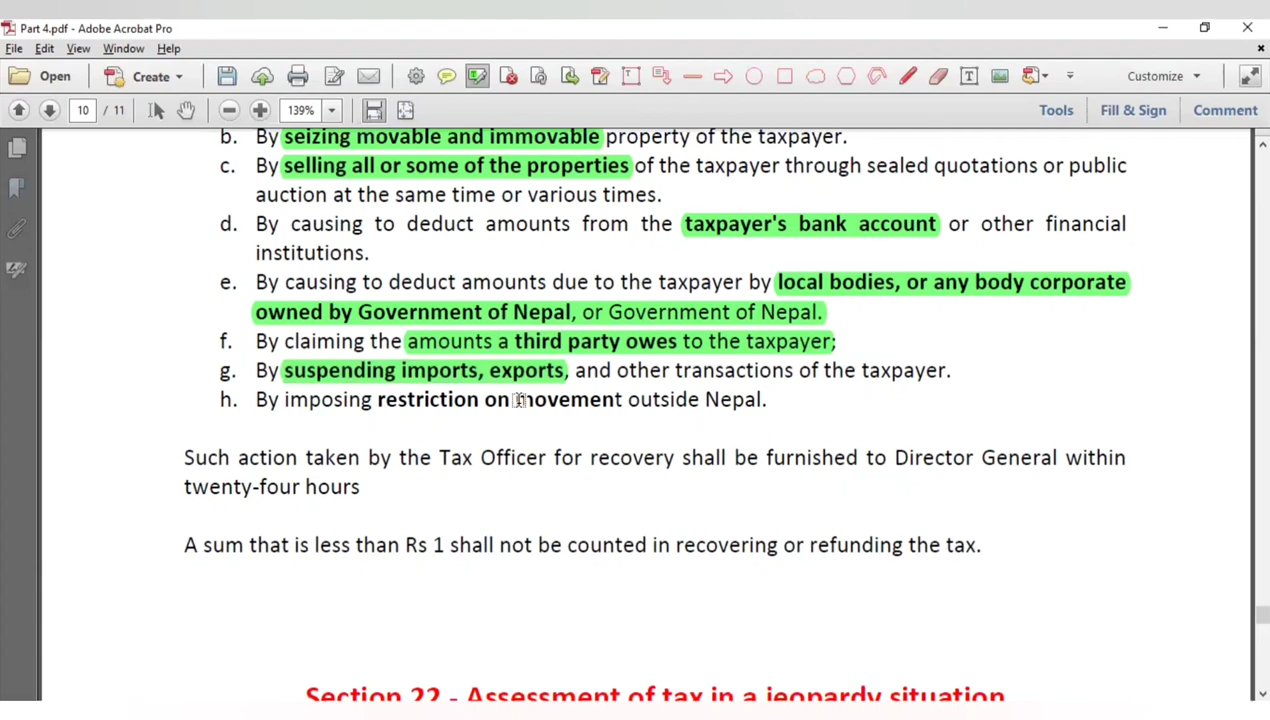 Part 4.pdf - Adobe Acrobat Pro
File Edit View Window Help
Open Create Customize
10 / 11 139% Tools Fill & Sign Comment
b. By seizing movable and immovable property of the taxpayer.
c. By selling all or some of the properties of the taxpayer through sealed quotations or public
auction at the same time or various times.
d. By causing to deduct amounts from the taxpayer's bank account or other financial
institutions.
e. By causing to deduct amounts due to the taxpayer by local bodies, or any body corporate
owned by Government of Nepal, or Government of Nepal.
f. By claiming the amounts a third party owes to the taxpayer;
g. By suspending imports, exports, and other transactions of the taxpayer.
h. By imposing restriction on movement outside Nepal.
Such action taken by the Tax Officer for recovery shall be furnished to Director General within
twenty-four hours
A sum that is less than Rs 1 shall not be counted in recovering or refunding the tax.
Section 22 - Assessment of tax in a jeopardy situation